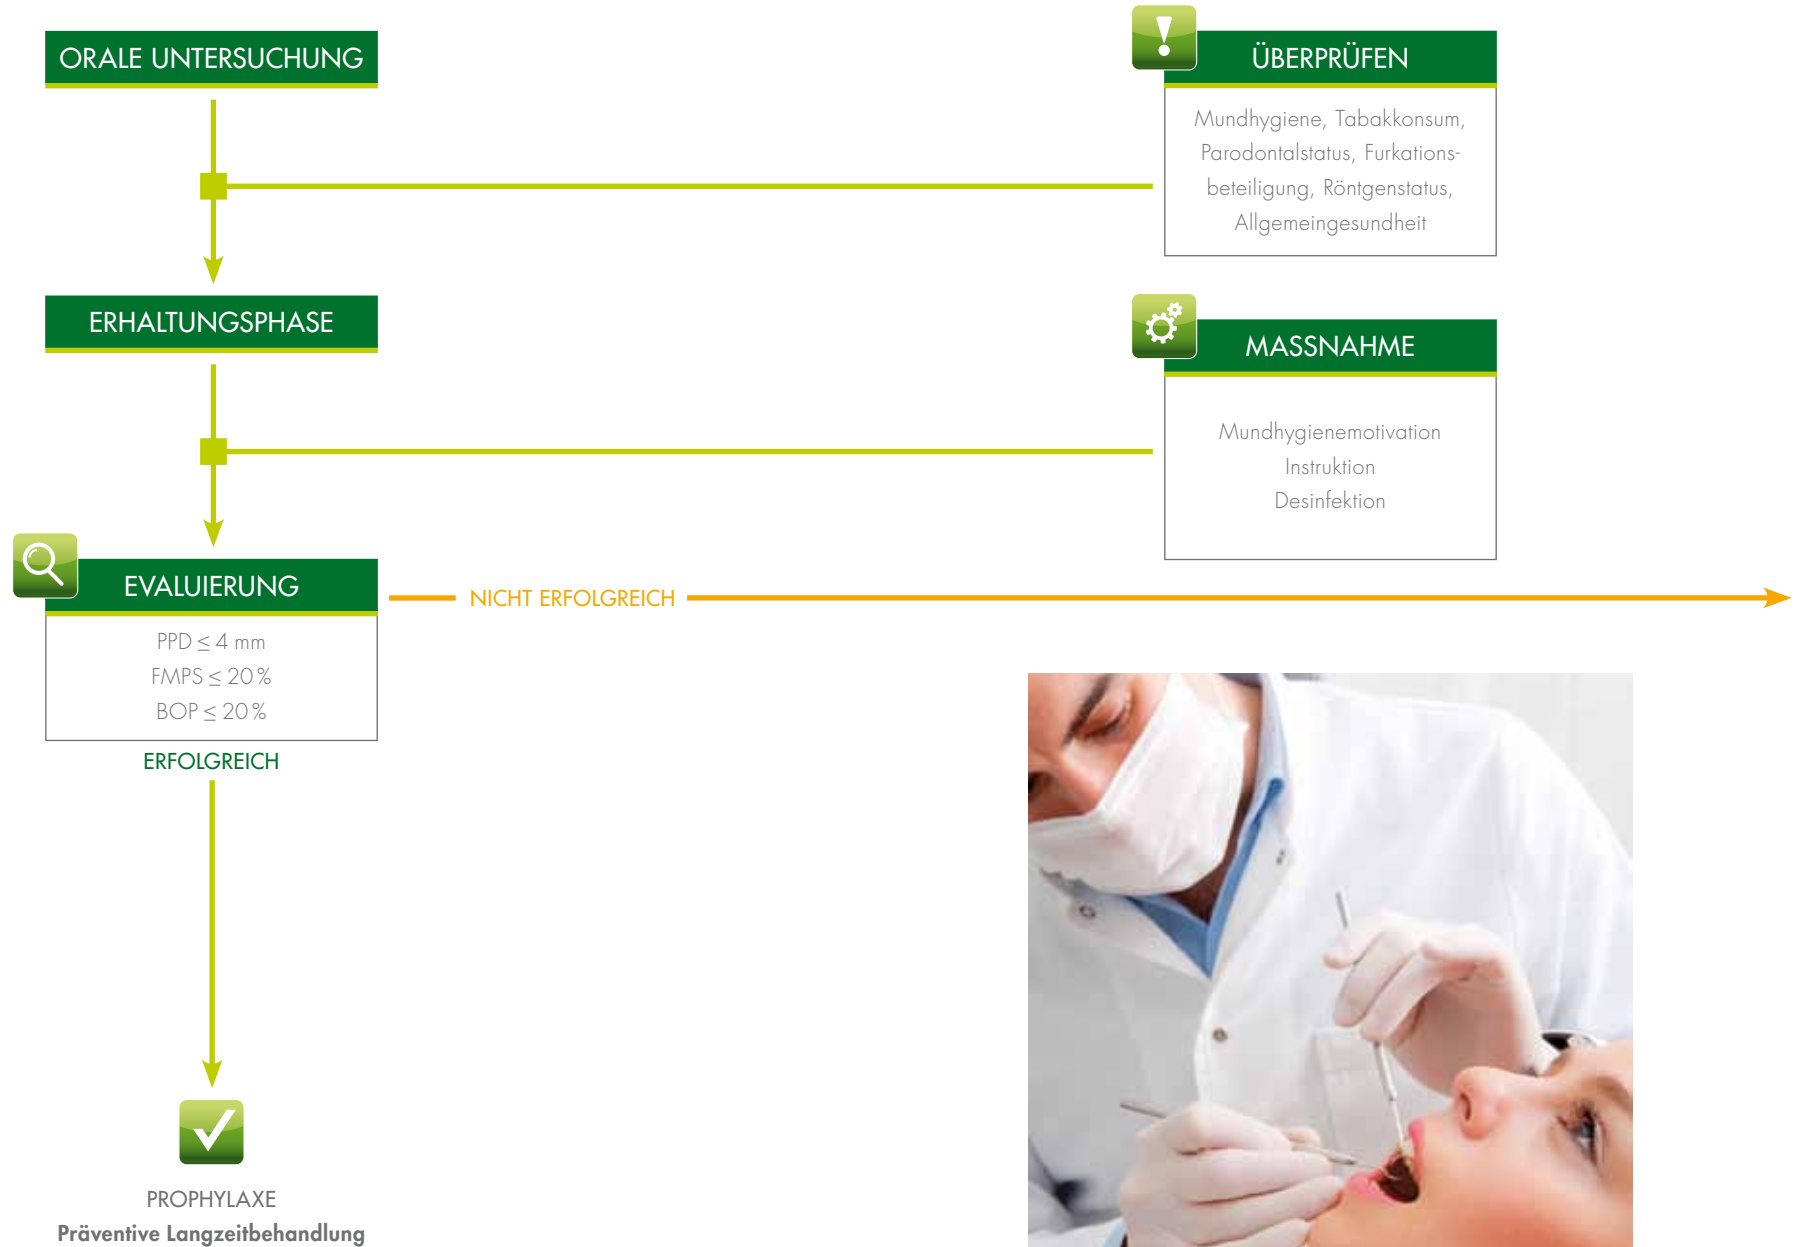 ORALE UNTERSUCHUNG
ÜBERPRÜFEN
Mundhygiene, Tabakkonsum,
Parodontalstatus, Furkations-
beteiligung, Röntgenstatus,
Allgemeingesundheit
ERHALTUNGSPHASE
MASSNAHME
Mundhygienemotivation
Instruktion
Desinfektion
EVALUIERUNG
PPD ≤ 4 mm
FMPS ≤ 20 %
BOP ≤ 20 %
NICHT ERFOLGREICH
ERFOLGREICH
PROPHYLAXE
Präventive Langzeitbehandlung